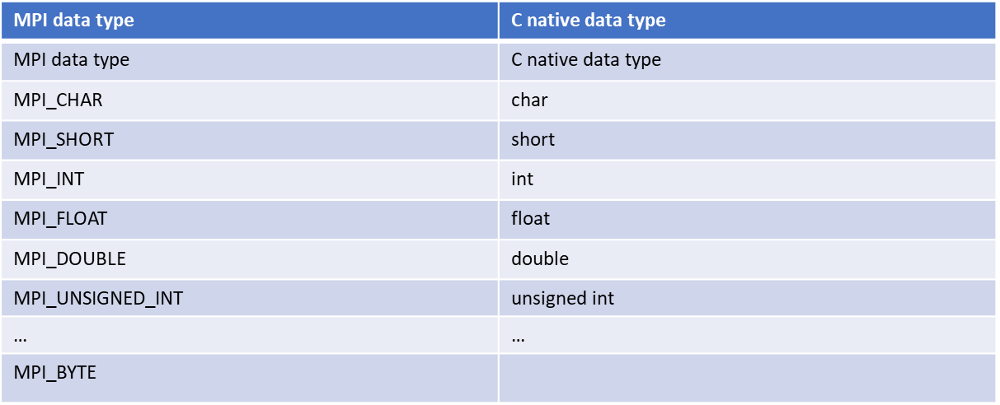 MPI data type C native data type
MPI data type C native data type
MPI_CHAR char
MPI_SHORT short
MPI_INT int
MPI_FLOAT float
MPI_DOUBLE double
MPI_UNSIGNED_INT unsigned int
... ...
MPI_BYTE